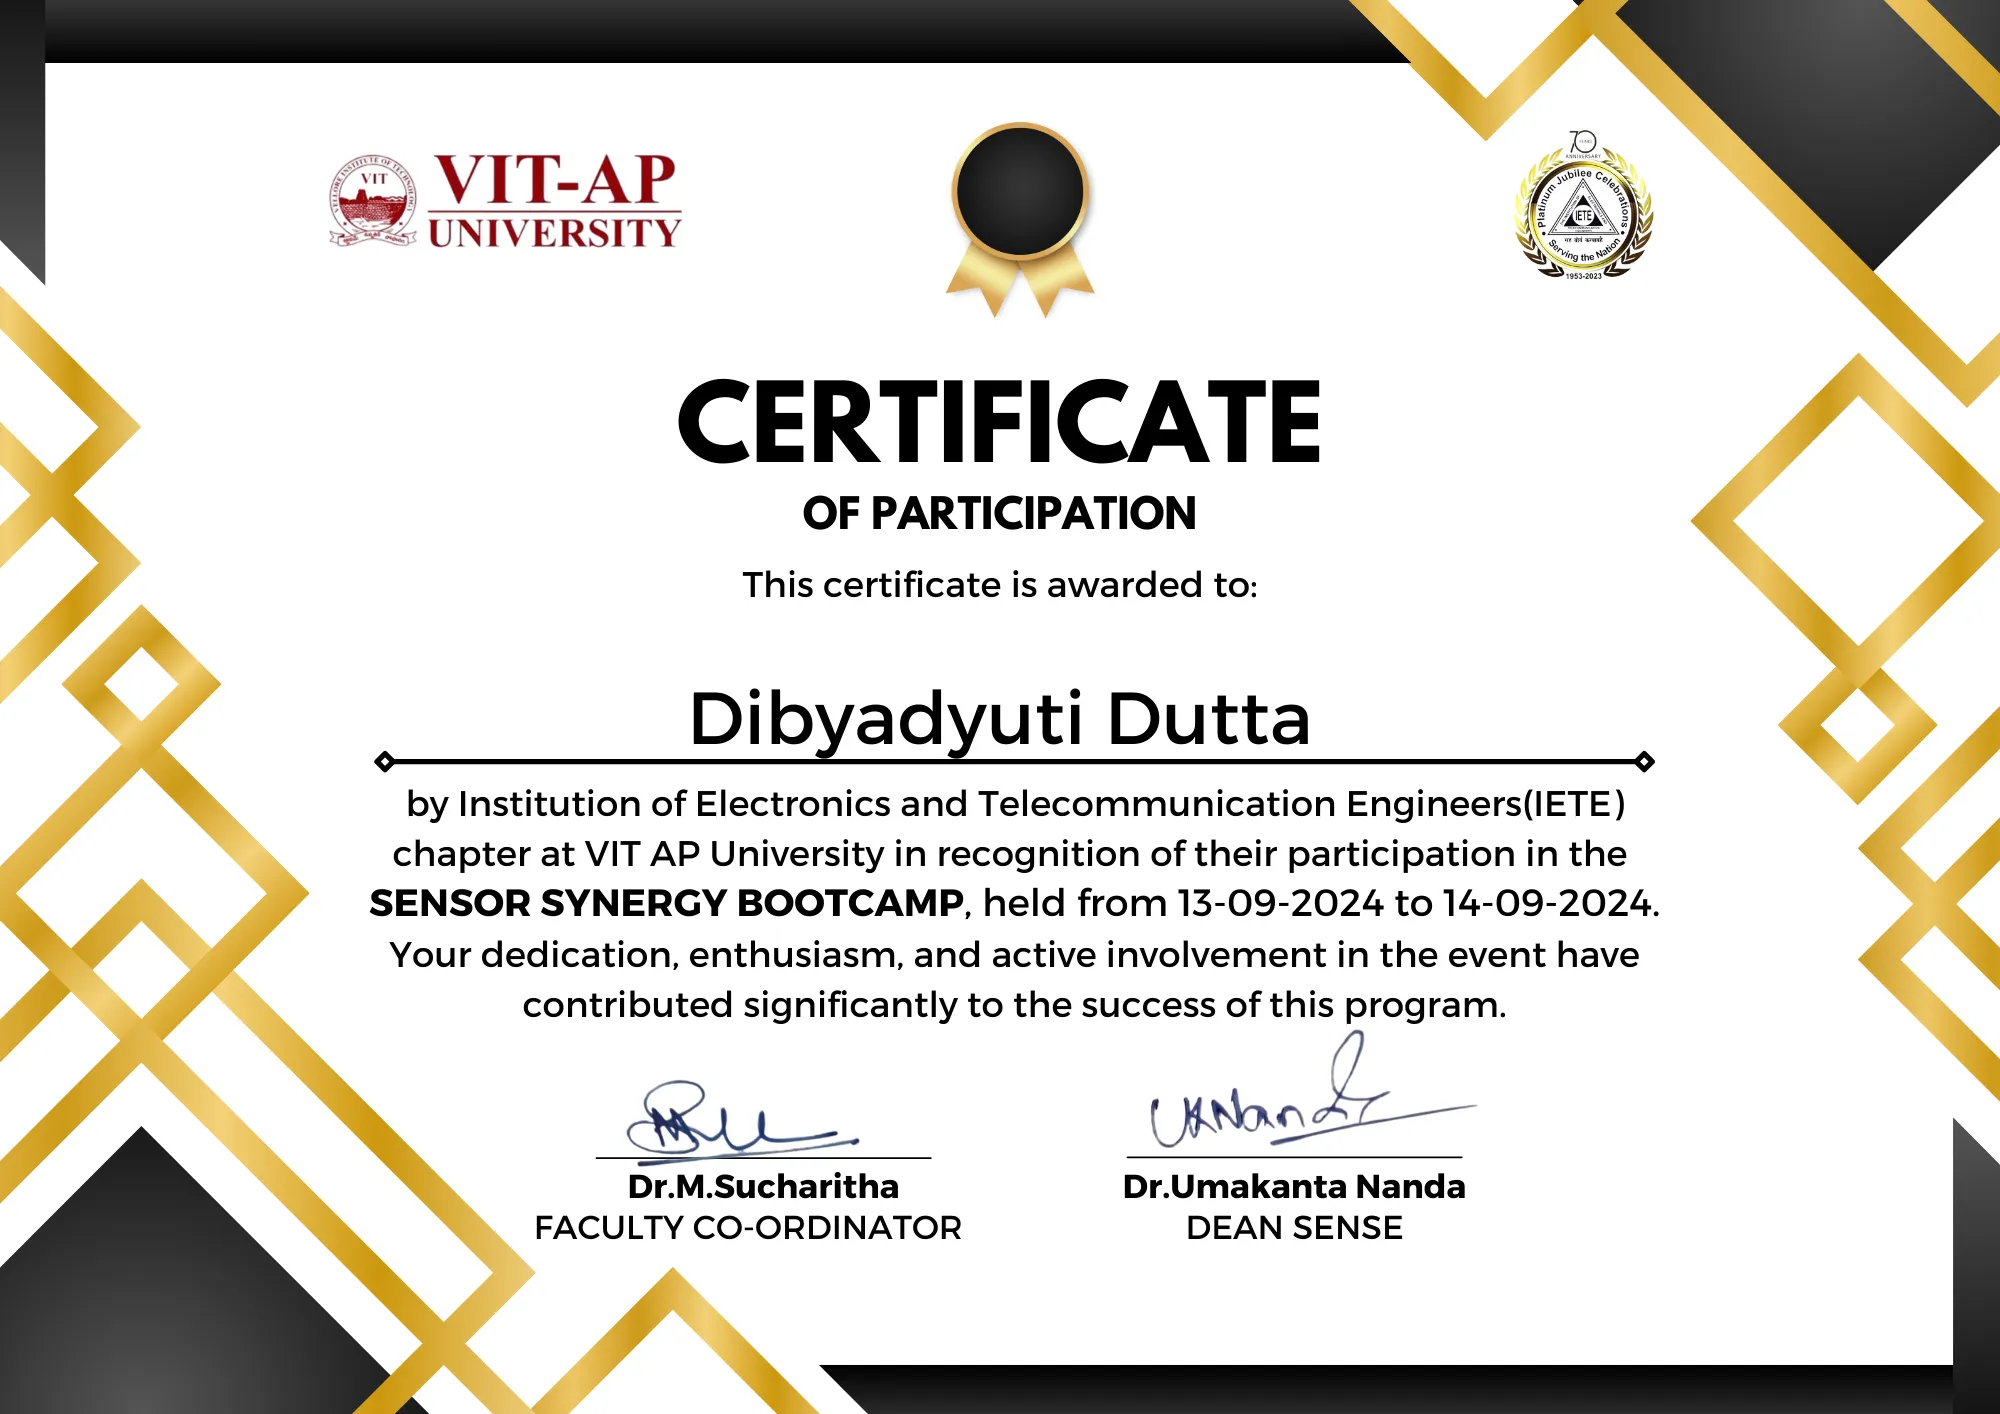 VELLORE INSTITUTE OF TECHNOLOGY
VIT
VIT-AP
UNIVERSITY
70
YEARS
ANNIVERSARY
Platinum Jubilee Celebrations
IETE
Serving the Nation
1953-2023
CERTIFICATE
OF PARTICIPATION
This certificate is awarded to:
Dibyadyuti Dutta
by Institution of Electronics and Telecommunication Engineers(IETE)
chapter at VIT AP University in recognition of their participation in the
SENSOR SYNERGY BOOTCAMP, held from 13-09-2024 to 14-09-2024.
Your dedication, enthusiasm, and active involvement in the event have
contributed significantly to the success of this program.
UKNanda
Dr.M.Sucharitha
FACULTY CO-ORDINATOR
Dr.Umakanta Nanda
DEAN SENSE